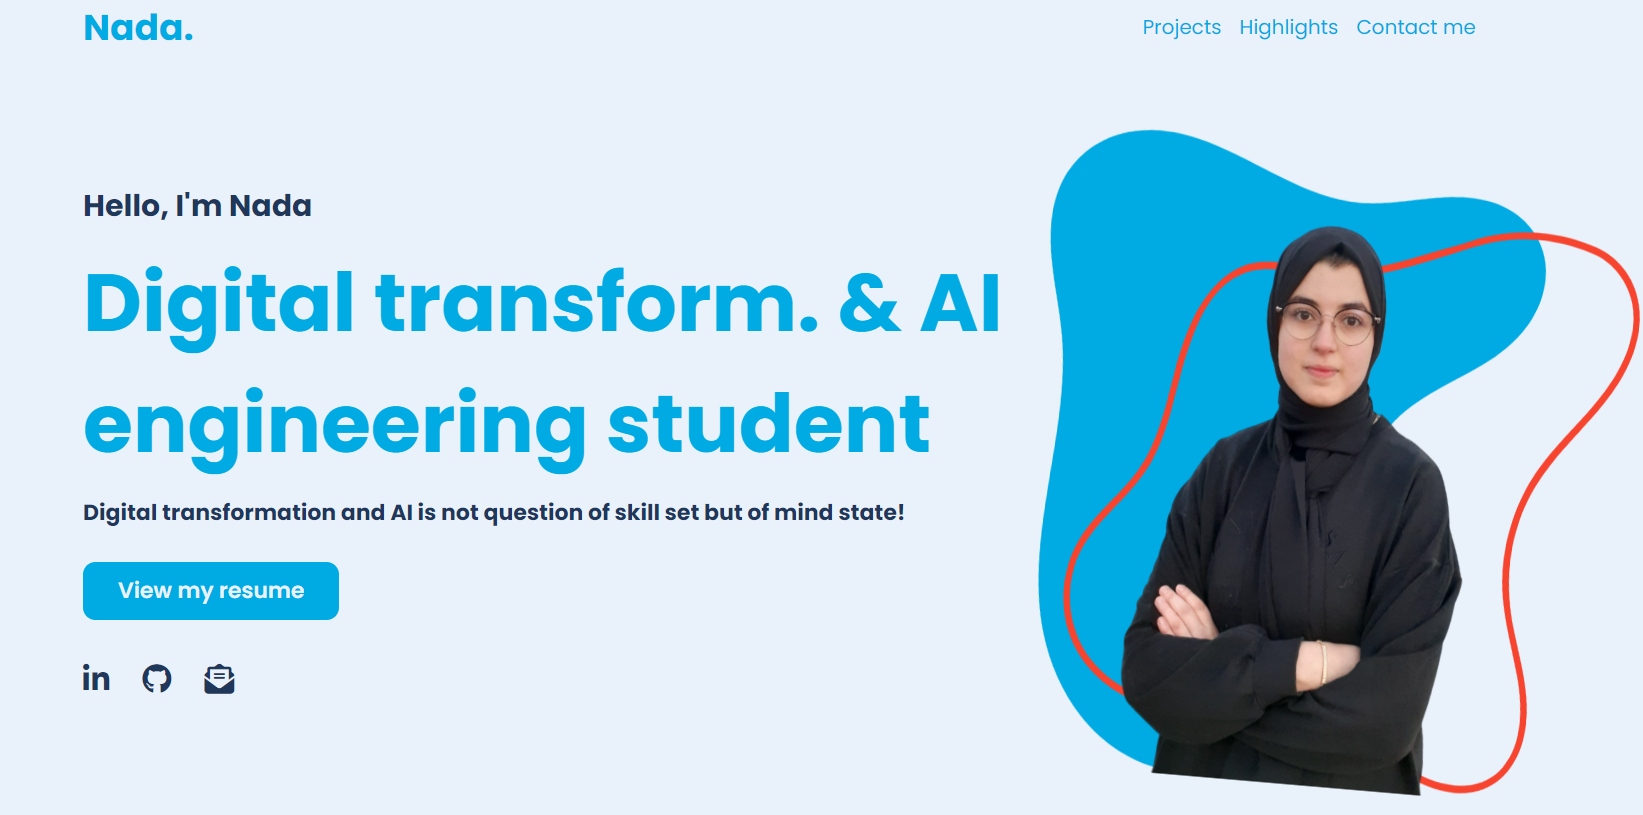 Nada.
Projects Highlights Contact me
Hello, I'm Nada
Digital transform. & AI
engineering student
Digital transformation and AI is not question of skill set but of mind state!
View my resume
in